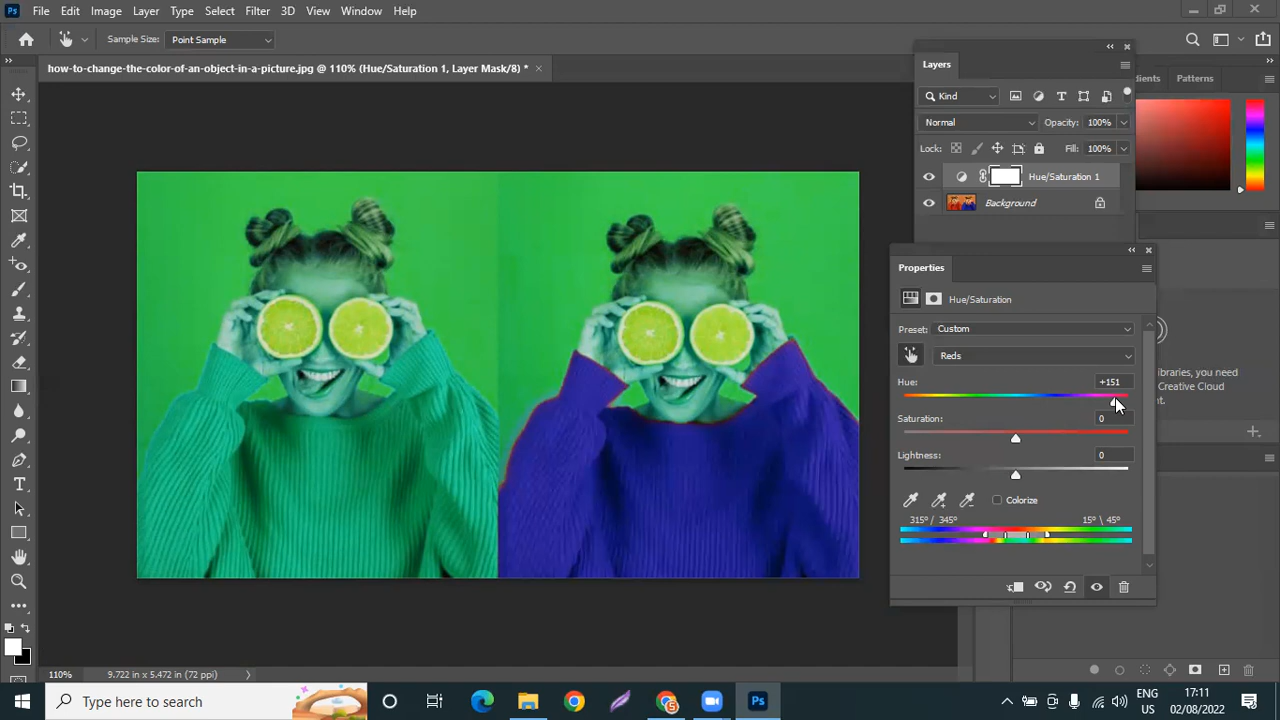 Ps File Edit Image Layer Type Select Filter 3D View Window Help
Sample Size: Point Sample
how-to-change-the-color-of-an-object-in-a-picture.jpg @ 110% (Hue/Saturation 1, Layer Mask/8) *
Layers
Patterns
Kind
Normal Opacity: 100%
Lock: Fill: 100%
Hue/Saturation 1
Background
Properties
Hue/Saturation
Preset: Custom
Reds
Hue: +151
Saturation: 0
Lightness: 0
Colorize
315°/ 345° 15°\ 45°
libraries, you need
Creative Cloud
110% 9.722 in x 5.472 in (72 ppi)
Type here to search
Ps
ENG
US
17:11
02/08/2022